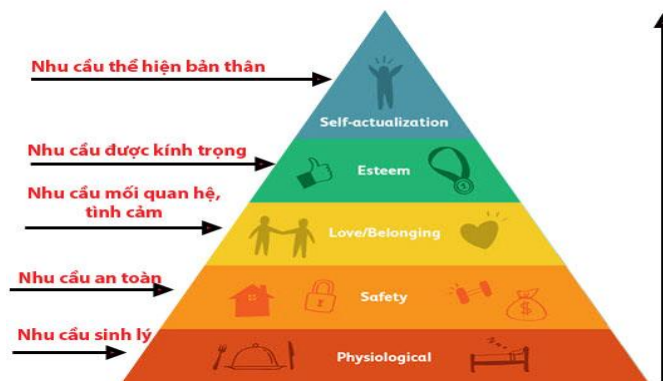 Nhu cầu thể hiện bản thân
Self-actualization
Nhu cầu được kính trọng
Esteem
Nhu cầu mối quan hệ,
tình cảm
Love/Belonging
Nhu cầu an toàn
Safety
$
Nhu cầu sinh lý
Physiological